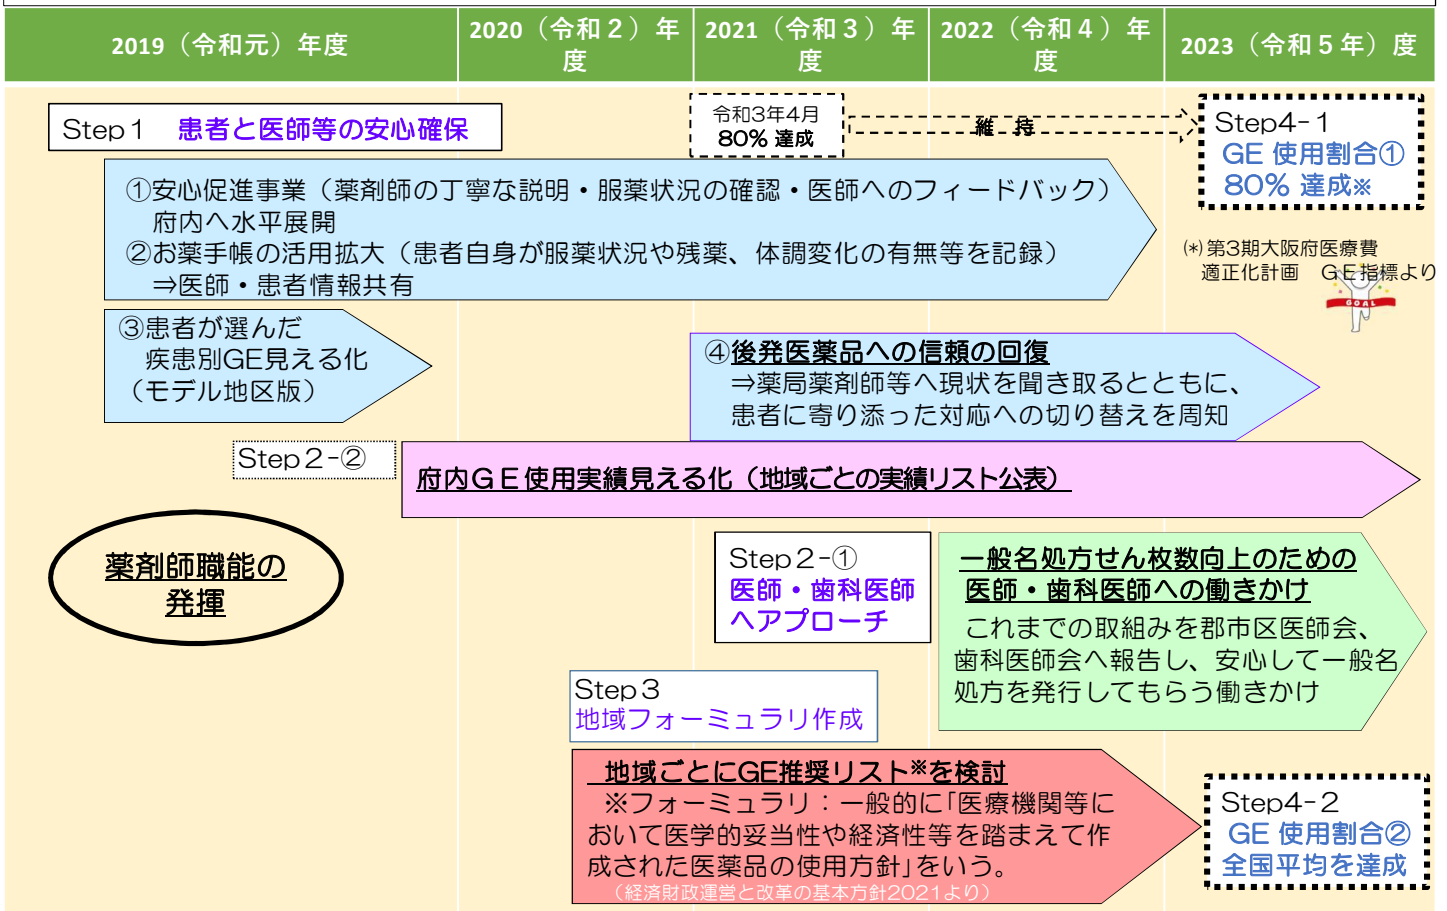 2019（令和元）年度
2020（令和２）年
度
2021（令和３）年
度
2022（令和４）年
度
2023（令和５年）度
Step１ 患者と医師等の安心確保
令和3年4月
80% 達成
維 持
Step4-1
GE 使用割合①
80% 達成※
①安心促進事業（薬剤師の丁寧な説明・服薬状況の確認・医師へのフィードバック）
府内へ水平展開
②お薬手帳の活用拡大（患者自身が服薬状況や残薬、体調変化の有無等を記録）
⇒医師・患者情報共有
(*)第3期大阪府医療費
適正化計画 GE指標より
GOAL
③患者が選んだ
疾患別GE見える化
（モデル地区版）
④後発医薬品への信頼の回復
⇒薬局薬剤師等へ現状を聞き取るとともに、
患者に寄り添った対応への切り替えを周知
Step２-②
府内ＧＥ使用実績見える化（地域ごとの実績リスト公表）
薬剤師職能の
発揮
Step２-①
医師・歯科医師
へアプローチ
一般名処方せん枚数向上のための
医師・歯科医師への働きかけ
これまでの取組みを郡市区医師会、
歯科医師会へ報告し、安心して一般名
処方を発行してもらう働きかけ
Step３
地域フォーミュラリ作成
地域ごとにGE推奨リスト※を検討
※フォーミュラリ：一般的に｢医療機関等に
おいて医学的妥当性や経済性等を踏まえて作
成された医薬品の使用方針｣をいう。
（経済財政運営と改革の基本方針2021より）
Step4-2
GE 使用割合②
全国平均を達成